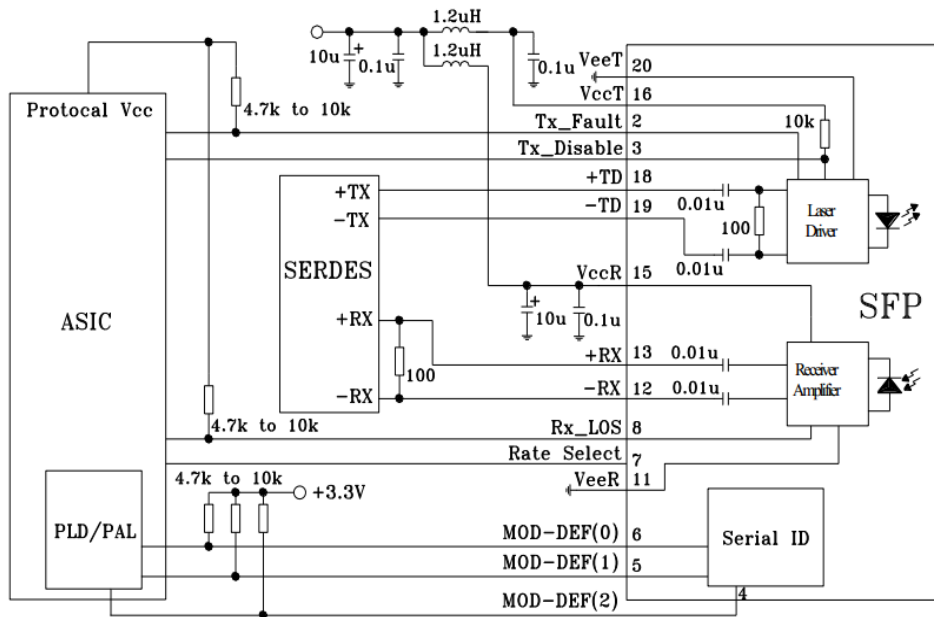 1.2uH
10u
+
0.1u
1.2uH
0.1u
VeeT 20
VccT 16
Protocal Vcc
4.7k to 10k
Tx_Fault 2
10k
Tx_Disable 3
+TX
+TD 18
0.01u
-TX
-TD 19
100
Laser
Driver
0.01u
SERDES
VccR 15
SFP
ASIC
+
10u
0.1u
+RX
+RX 13
0.01u
Receiver
Amplifier
100
-RX
-RX 12
0.01u
4.7k to 10k
Rx_LOS 8
Rate Select 7
4.7k to 10k
+3.3V
VeeR 11
PLD/PAL
MOD-DEF(0) 6
Serial ID
MOD-DEF(1) 5
MOD-DEF(2) 4